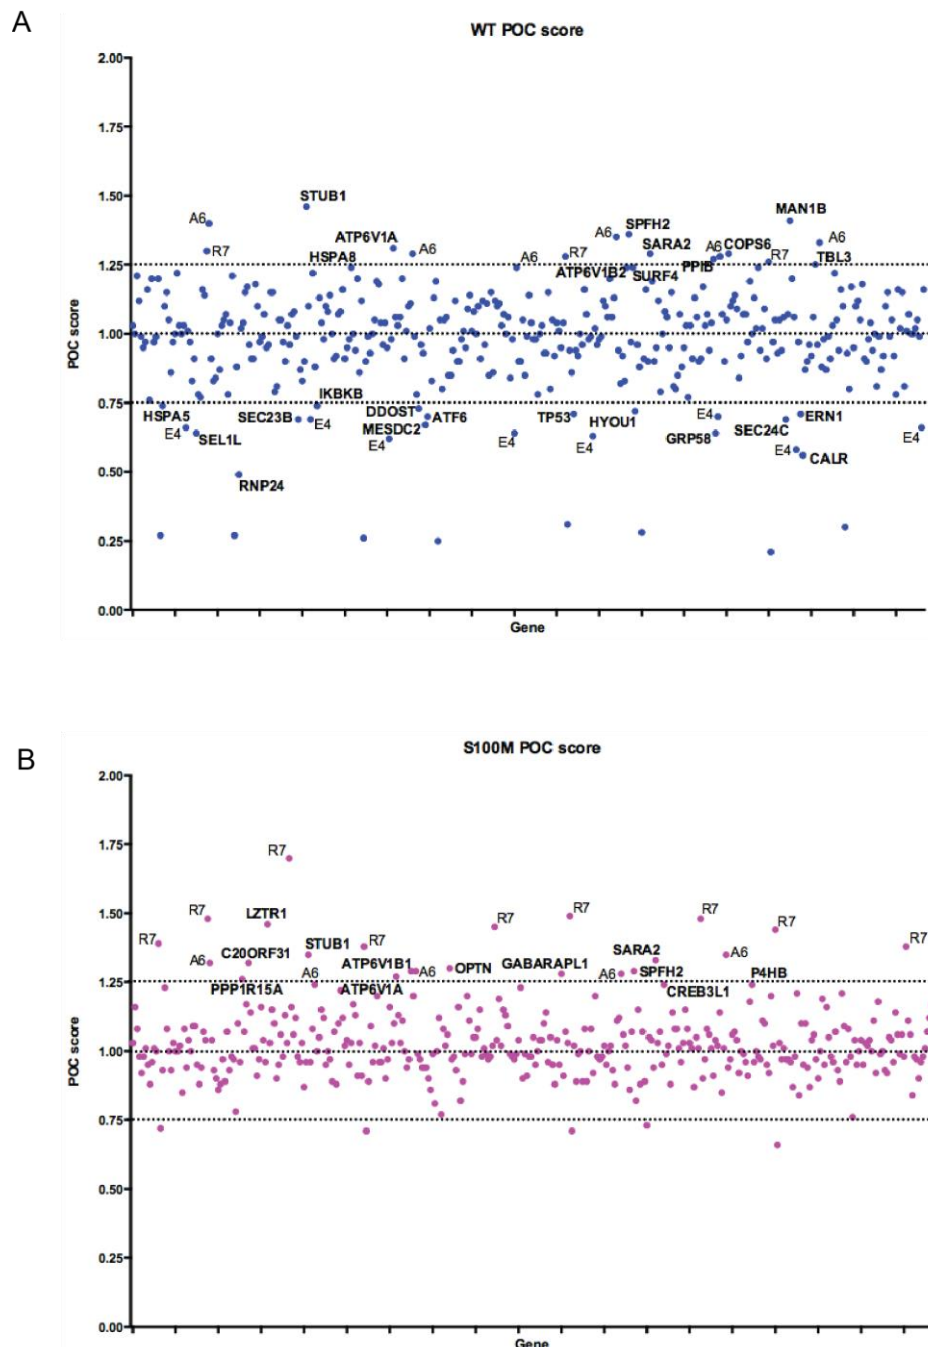 A
WT POC score
2.00
1.75
1.50
STUB1
MAN1B
A6
SPFH2
A6
ATP6V1A
A6
SARA2
A6
COPS6
A6
R7
HSPA8
A6
R7
R7
TBL3
1.25
ATP6V1B2
SURF4
PPIB
POC score
1.00
0.75
IKBKB
HSPA5
SEC23B
E4
DDOST
ATF6
TP53
HYOU1
E4
SEC24C
ERN1
E4
SEL1L
MESDC2
E4
E4
E4
GRP58
E4
CALR
E4
RNP24
0.50
0.25
0.00
Gene
B
S100M POC score
2.00
1.75
R7
1.50
R7
LZTR1
R7
R7
R7
R7
R7
STUB1
R7
R7
A6
C20ORF31
A6
ATP6V1B1
A6
OPTN
GABARAPL1
A6
SARA2
SPFH2
A6
P4HB
1.25
PPP1R15A
ATP6V1A
CREB3L1
POC score
1.00
0.75
0.50
0.25
0.00
Gene